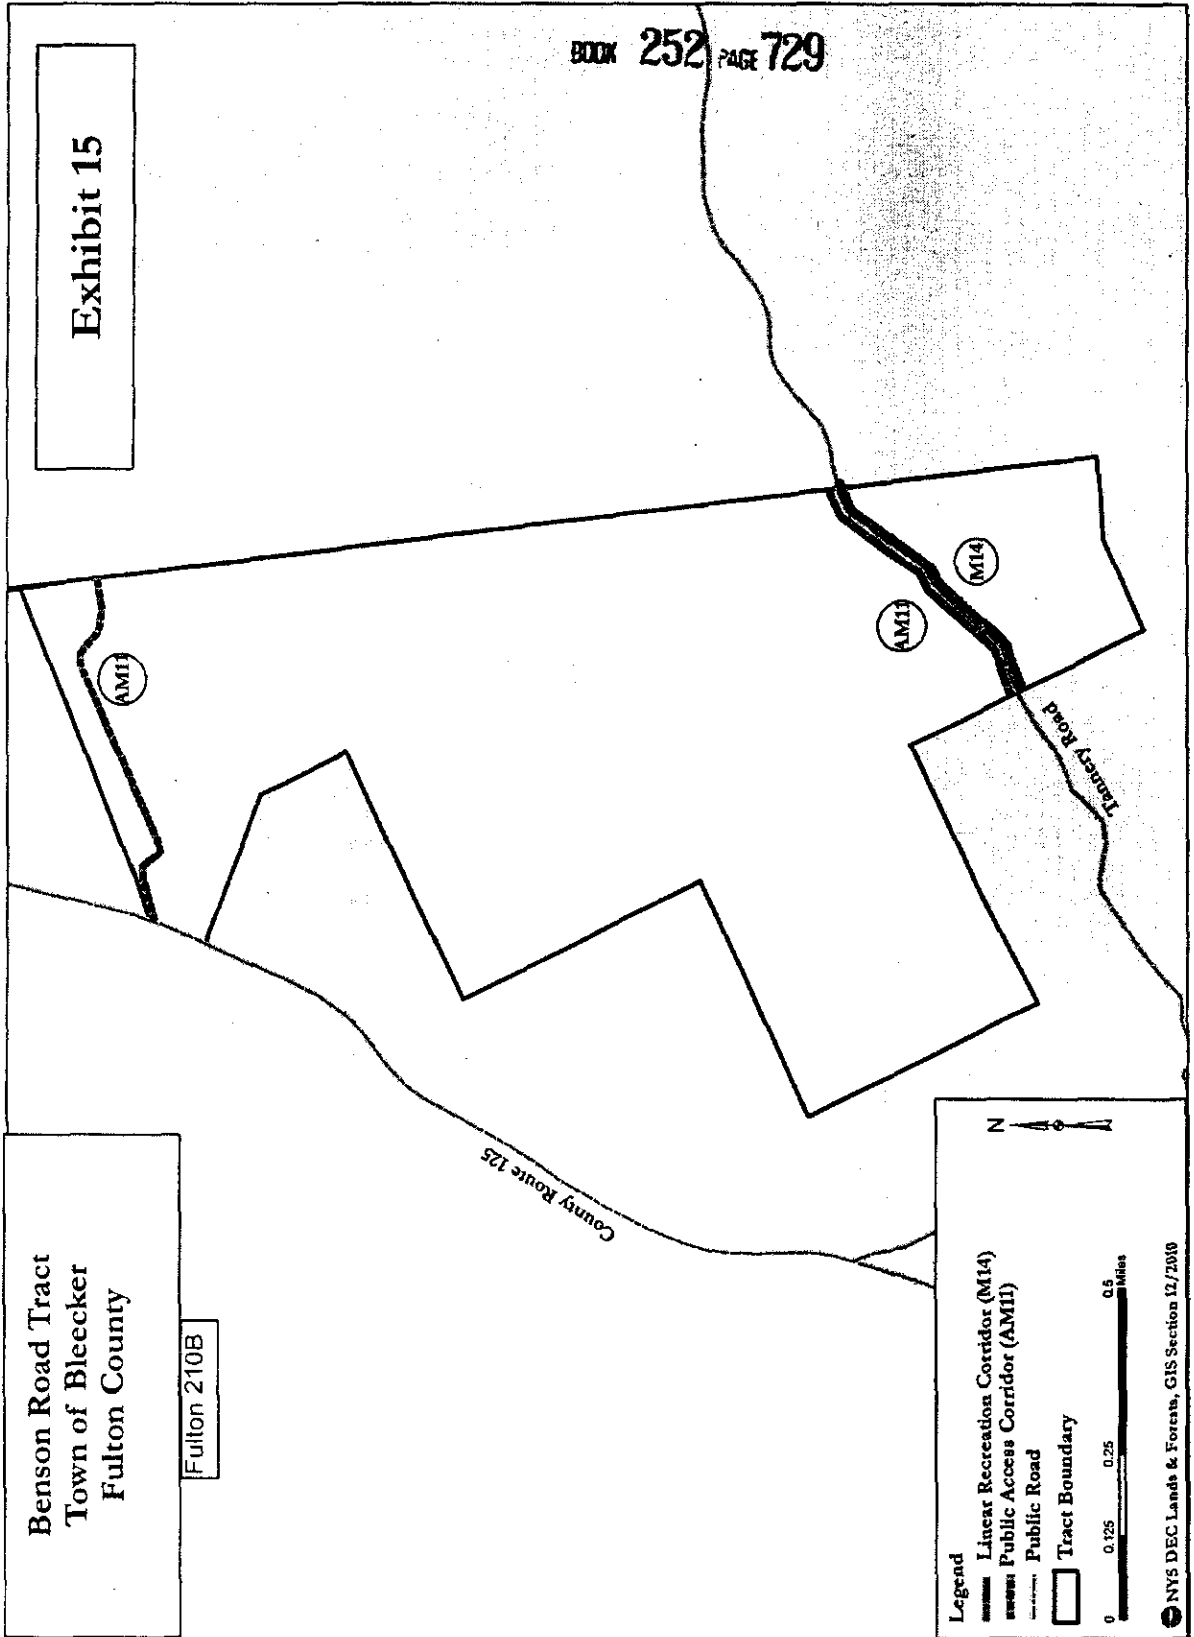 BOOK 252 PAGE 729
Exhibit 15
Benson Road Tract
Town of Bleecker
Fulton County
Fulton 210B
AM11
AM11
M14
Tannery Road
County Route 125
N
Legend
Linear Recreation Corridor (M14)
Public Access Corridor (AM11)
Public Road
Tract Boundary
0 0.125 0.25 0.5
Miles
NYS DEC Lands & Forests, GIS Section 12/2010